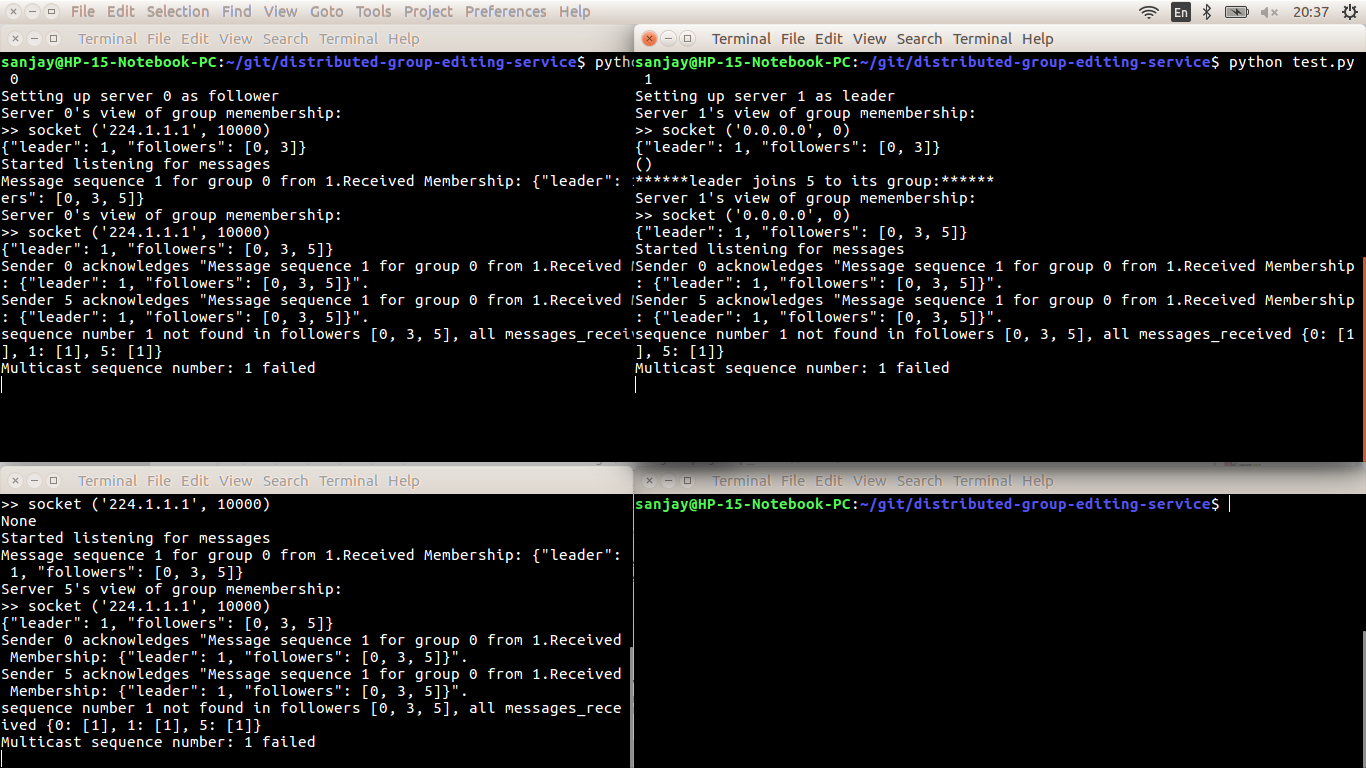 File Edit Selection Find View Goto Tools Project Preferences Help
En
20:37
Terminal File Edit View Search Terminal Help
sanjay@HP-15-Notebook-PC:~/git/distributed-group-editing-service$ pyth
0
Setting up server 0 as follower
Server 0's view of group memembership:
>> socket ('224.1.1.1', 10000)
{"leader": 1, "followers": [0, 3]}
Started listening for messages
Message sequence 1 for group 0 from 1.Received Membership: {"leader":
ers": [0, 3, 5]}
Server 0's view of group memembership:
>> socket ('224.1.1.1', 10000)
{"leader": 1, "followers": [0, 3, 5]}
Sender 0 acknowledges "Message sequence 1 for group 0 from 1.Received
: {"leader": 1, "followers": [0, 3, 5]}".
Sender 5 acknowledges "Message sequence 1 for group 0 from 1.Received
: {"leader": 1, "followers": [0, 3, 5]}".
sequence number 1 not found in followers [0, 3, 5], all messages_recei
], 1: [1], 5: [1]}
Multicast sequence number: 1 failed
Terminal File Edit View Search Terminal Help
sanjay@HP-15-Notebook-PC:~/git/distributed-group-editing-service$ python test.py
1
Setting up server 1 as leader
Server 1's view of group memembership:
>> socket ('0.0.0.0', 0)
{"leader": 1, "followers": [0, 3]}
()
******leader joins 5 to its group:******
Server 1's view of group memembership:
>> socket ('0.0.0.0', 0)
{"leader": 1, "followers": [0, 3, 5]}
Started listening for messages
Sender 0 acknowledges "Message sequence 1 for group 0 from 1.Received Membership
: {"leader": 1, "followers": [0, 3, 5]}".
Sender 5 acknowledges "Message sequence 1 for group 0 from 1.Received Membership
: {"leader": 1, "followers": [0, 3, 5]}".
sequence number 1 not found in followers [0, 3, 5], all messages_received {0: [1
], 5: [1]}
Multicast sequence number: 1 failed
Terminal File Edit View Search Terminal Help
>> socket ('224.1.1.1', 10000)
None
Started listening for messages
Message sequence 1 for group 0 from 1.Received Membership: {"leader":
1, "followers": [0, 3, 5]}
Server 5's view of group memembership:
>> socket ('224.1.1.1', 10000)
{"leader": 1, "followers": [0, 3, 5]}
Sender 0 acknowledges "Message sequence 1 for group 0 from 1.Received
Membership: {"leader": 1, "followers": [0, 3, 5]}".
Sender 5 acknowledges "Message sequence 1 for group 0 from 1.Received
Membership: {"leader": 1, "followers": [0, 3, 5]}".
sequence number 1 not found in followers [0, 3, 5], all messages_rece
ived {0: [1], 1: [1], 5: [1]}
Multicast sequence number: 1 failed
Terminal File Edit View Search Terminal Help
sanjay@HP-15-Notebook-PC:~/git/distributed-group-editing-service$